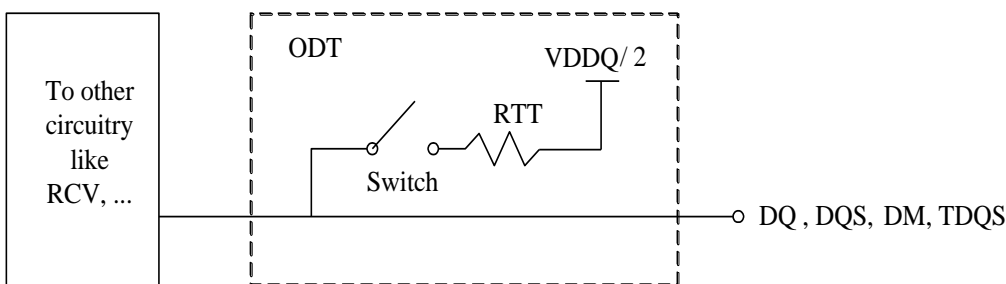 ODT
VDDQ/ 2
To other
circuitry
like
RCV, ...
RTT
Switch
DQ , DQS, DM, TDQS